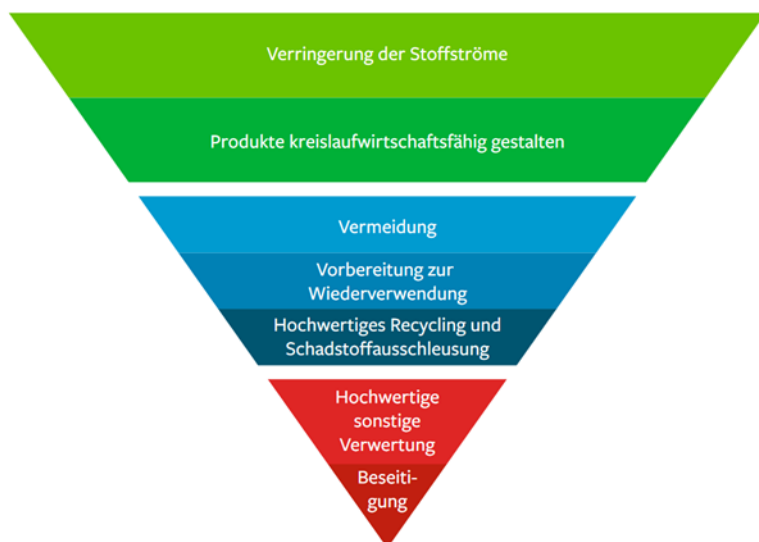 Verringerung der Stoffströme
Produkte kreislaufwirtschaftsfähig gestalten
Vermeidung
Vorbereitung zur
Wiederverwendung
Hochwertiges Recycling und
Schadstoffausschleusung
Hochwertige
sonstige
Verwertung
Beseiti-
gung